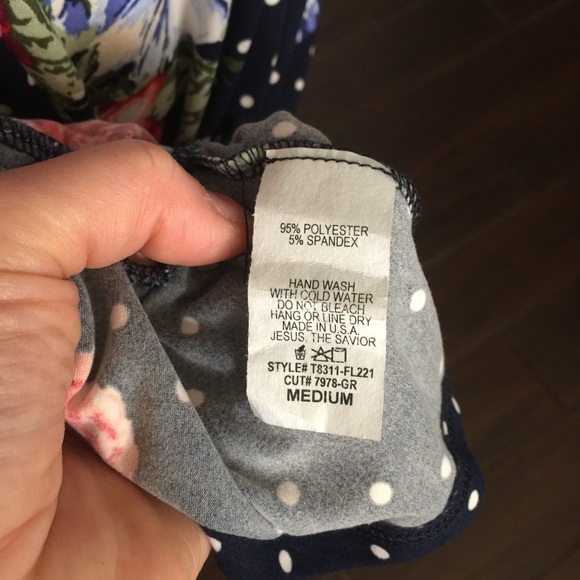 95% POLYESTER
5% SPANDEX
HAND WASH
WITH COLD WATER
DO NOT BLEACH
HANG OR LINE DRY
MADE IN U.S.A.
JESUS, THE SAVIOR
STYLE# T8311-FL221
CUT# 7978-GR
MEDIUM